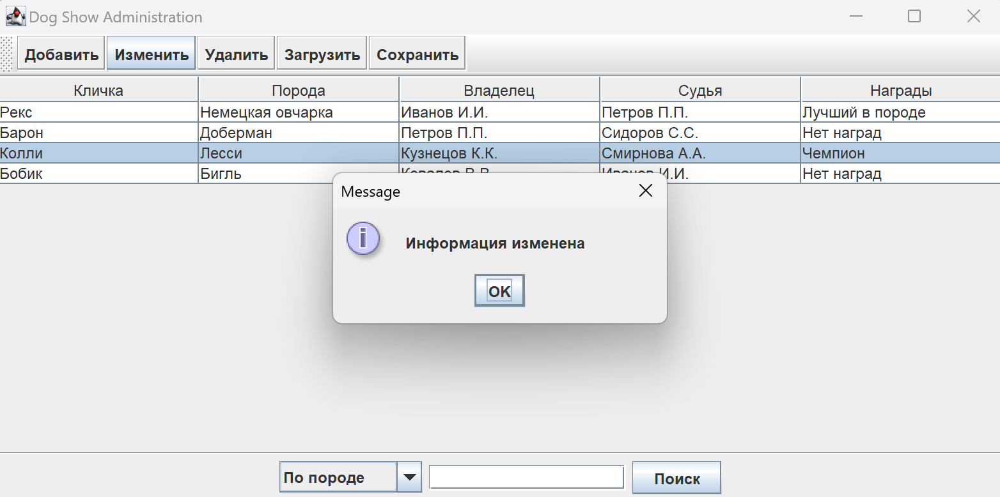 Dog Show Administration
Добавить Изменить Удалить Загрузить Сохранить
Кличка Порода Владелец Судья Награды
Рекс Немецкая овчарка Иванов И.И. Петров П.П. Лучший в породе
Барон Доберман Петров П.П. Сидоров С.С. Нет наград
Колли Лесси Кузнецов К.К. Смирнова А.А. Чемпион
Бобик Бигль Иванов И.И. Нет наград
Message
Информация изменена
OK
По породе Поиск